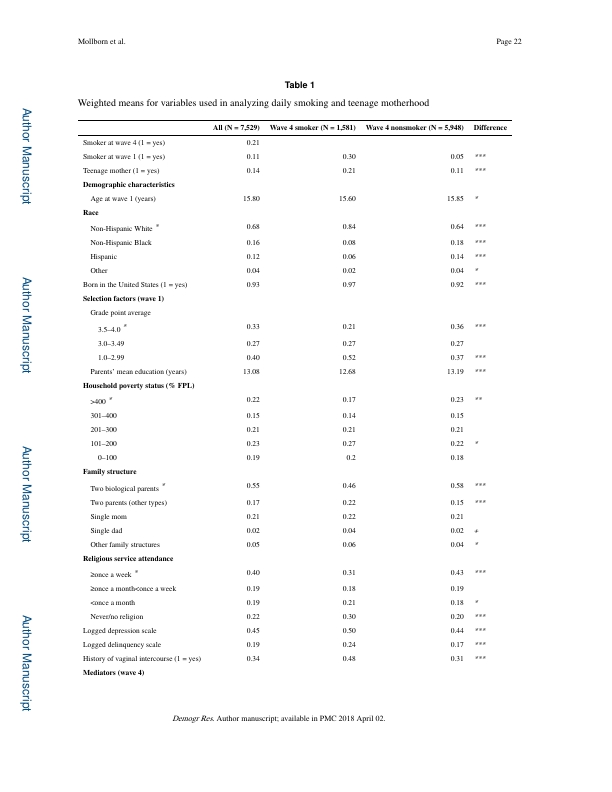 Mollborn et al.
Page 22
Author Manuscript
Author Manuscript
Author Manuscript
Author Manuscript
Table 1
Weighted means for variables used in analyzing daily smoking and teenage motherhood
All (N = 7,529) Wave 4 smoker (N = 1,581) Wave 4 nonsmoker (N = 5,948) Difference
Smoker at wave 4 (1 = yes) 0.21
Smoker at wave 1 (1 = yes) 0.11 0.30 0.05 ***
Teenage mother (1 = yes) 0.14 0.21 0.11 ***
Demographic characteristics
Age at wave 1 (years) 15.80 15.60 15.85 *
Race
Non-Hispanic White # 0.68 0.84 0.64 ***
Non-Hispanic Black 0.16 0.08 0.18 ***
Hispanic 0.12 0.06 0.14 ***
Other 0.04 0.02 0.04 *
Born in the United States (1 = yes) 0.93 0.97 0.92 ***
Selection factors (wave 1)
Grade point average
3.5–4.0 # 0.33 0.21 0.36 ***
3.0–3.49 0.27 0.27 0.27
1.0–2.99 0.40 0.52 0.37 ***
Parents' mean education (years) 13.08 12.68 13.19 ***
Household poverty status (% FPL)
>400 # 0.22 0.17 0.23 **
301–400 0.15 0.14 0.15
201–300 0.21 0.21 0.21
101–200 0.23 0.27 0.22 *
0–100 0.19 0.2 0.18
Family structure
Two biological parents # 0.55 0.46 0.58 ***
Two parents (other types) 0.17 0.22 0.15 ***
Single mom 0.21 0.22 0.21
Single dad 0.02 0.04 0.02 +
Other family structures 0.05 0.06 0.04 *
Religious service attendance
≥once a week # 0.40 0.31 0.43 ***
≥once a month<once a week 0.19 0.18 0.19
<once a month 0.19 0.21 0.18 *
Never/no religion 0.22 0.30 0.20 ***
Logged depression scale 0.45 0.50 0.44 ***
Logged delinquency scale 0.19 0.24 0.17 ***
History of vaginal intercourse (1 = yes) 0.34 0.48 0.31 ***
Mediators (wave 4)
Demogr Res. Author manuscript; available in PMC 2018 April 02.